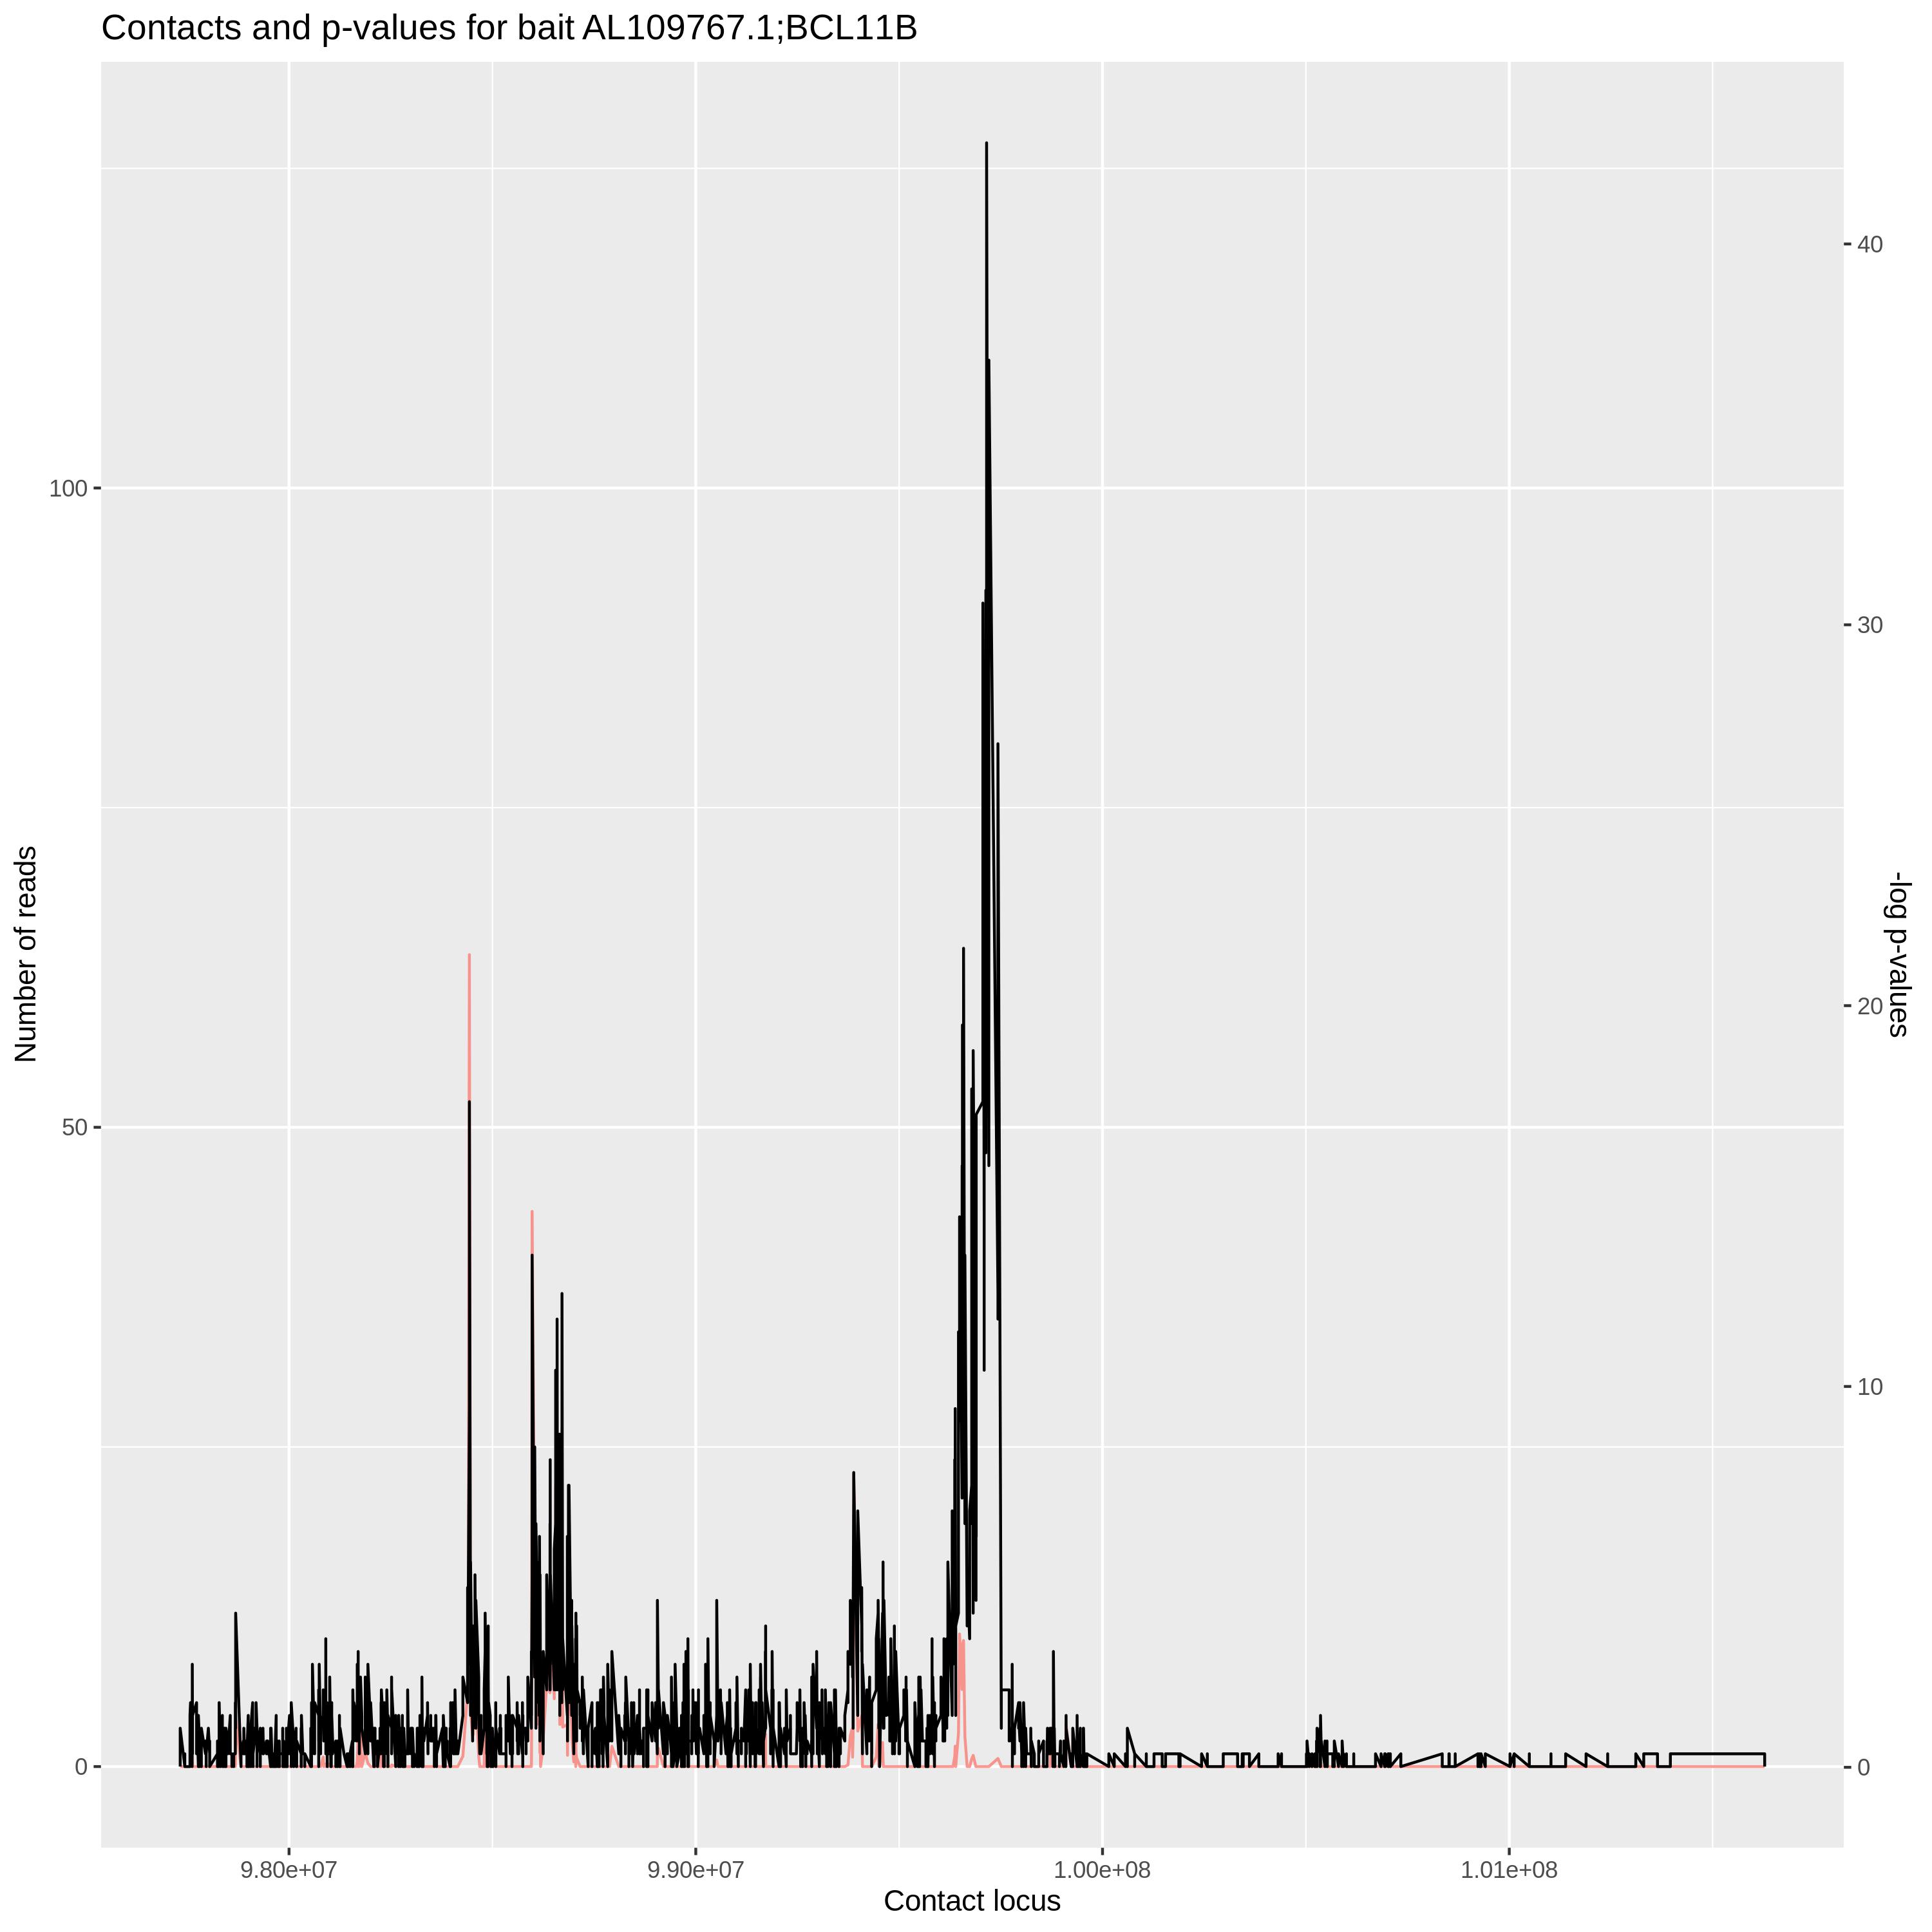 Contacts and p-values for bait AL109767.1;BCL11B
Number of reads
100
50
0
40
30
20
10
0
-log p-values
9.80e+07
9.90e+07
1.00e+08
1.01e+08
Contact locus